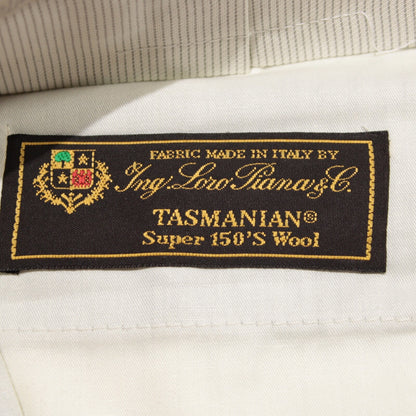 FABRIC MADE IN ITALY BY
Ing. Loro Piana & C.
TASMANIAN®
Super 150'S Wool